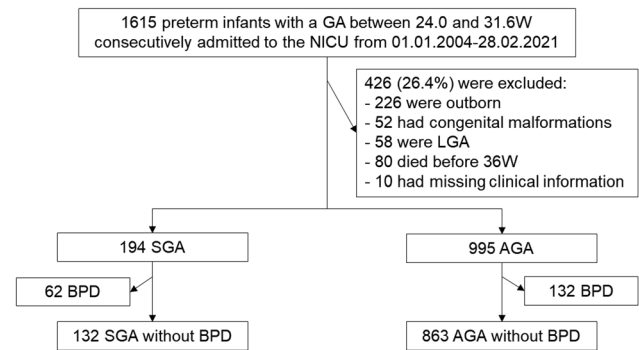 1615 preterm infants with a GA between 24.0 and 31.6W
consecutively admitted to the NICU from 01.01.2004-28.02.2021
426 (26.4%) were excluded:
- 226 were outborn
- 52 had congenital malformations
- 58 were LGA
- 80 died before 36W
- 10 had missing clinical information
194 SGA
995 AGA
62 BPD
132 BPD
132 SGA without BPD
863 AGA without BPD